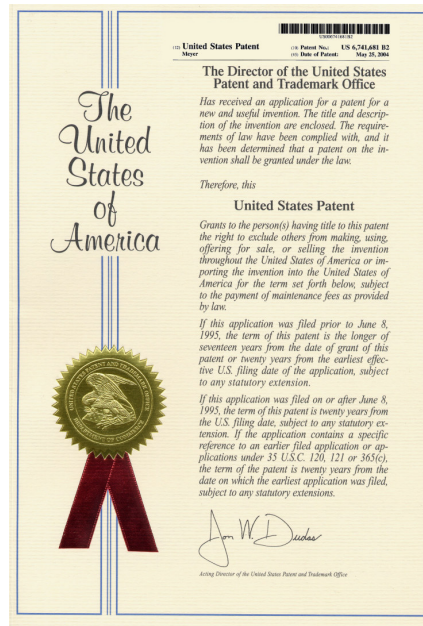 US006741681B2
(12) United States Patent
Meyer
(10) Patent No.: US 6,741,681 B2
(45) Date of Patent: May 25, 2004
The
United
States
of
America
The Director of the United States
Patent and Trademark Office
Has received an application for a patent for a
new and useful invention. The title and descrip-
tion of the invention are enclosed. The require-
ments of law have been complied with, and it
has been determined that a patent on the in-
vention shall be granted under the law.
Therefore, this
United States Patent
Grants to the person(s) having title to this patent
the right to exclude others from making, using,
offering for sale, or selling the invention
throughout the United States of America or im-
porting the invention into the United States of
America for the term set forth below, subject
to the payment of maintenance fees as provided
by law.
If this application was filed prior to June 8,
1995, the term of this patent is the longer of
seventeen years from the date of grant of this
patent or twenty years from the earliest effec-
tive U.S. filing date of the application, subject
to any statutory extension.
If this application was filed on or after June 8,
1995, the term of this patent is twenty years from
the U.S. filing date, subject to any statutory ex-
tension. If the application contains a specific
reference to an earlier filed application or ap-
plications under 35 U.S.C. 120, 121 or 365(c),
the term of the patent is twenty years from the
date on which the earliest application was filed,
subject to any statutory extensions.
UNITED STATES PATENT AND TRADEMARK OFFICE
DEPARTMENT OF COMMERCE
Jon W. Dudas
Acting Director of the United States Patent and Trademark Office